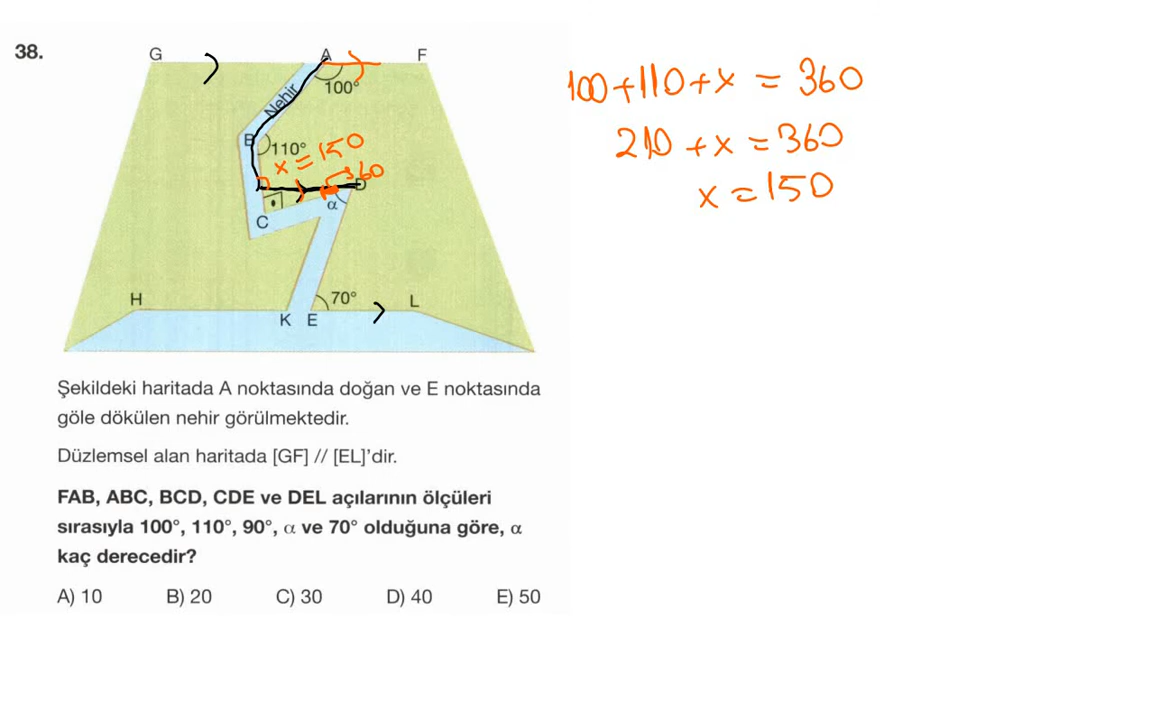 38.
G
A
F
100°
Nehir
B
110°
x = 150
360
D
α
C
H
70°
L
K E
Şekildeki haritada A noktasında doğan ve E noktasında
göle dökülen nehir görülmektedir.
Düzlemsel alan haritada [GF] // [EL]'dir.
FAB, ABC, BCD, CDE ve DEL açılarının ölçüleri
sırasıyla 100°, 110°, 90°, α ve 70° olduğuna göre, α
kaç derecedir?
A) 10 B) 20 C) 30 D) 40 E) 50
100+110+x = 360
210 + x = 360
x = 150